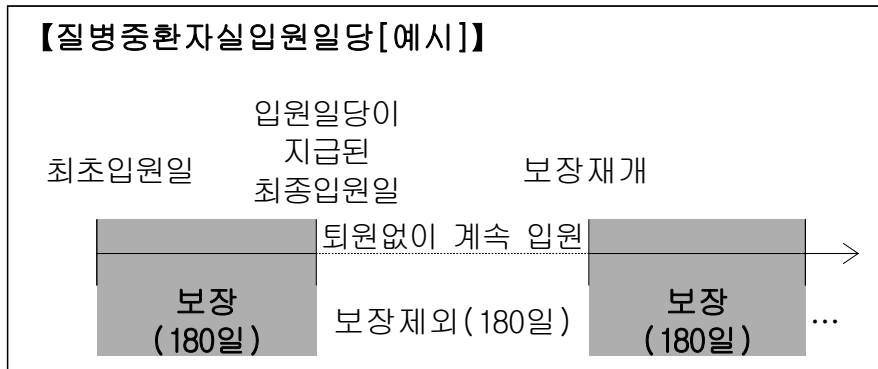 【질병중환자실입원일당[예시]】
입원일당이
지급된
최종입원일
최초입원일
보장재개
퇴원없이 계속 입원
보장
(180일)
보장제외(180일)
보장
(180일)
…